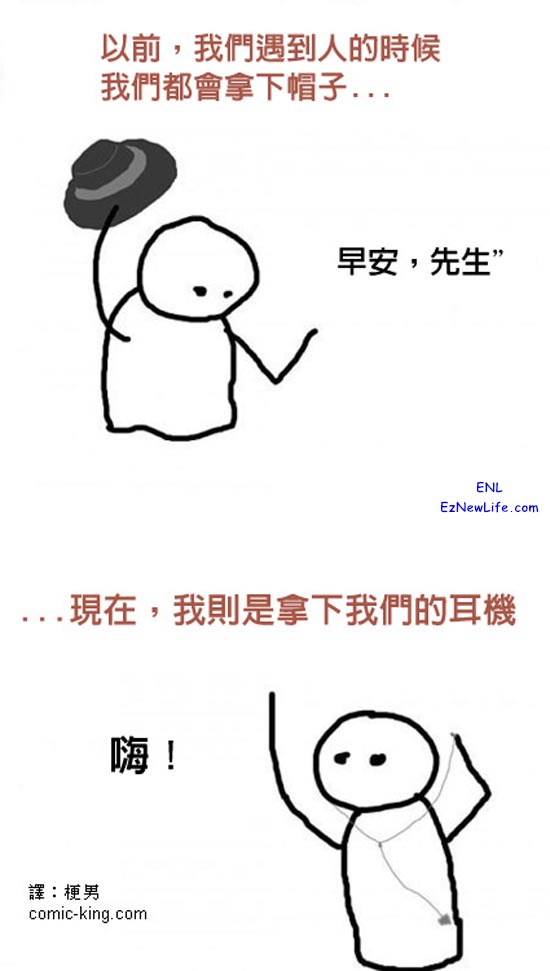 以前，我們遇到人的時候
我們都會拿下帽子...
早安，先生”
ENL
EzNewLife.com
...現在，我則是拿下我們的耳機
嗨！
譯：梗男
comic-king.com